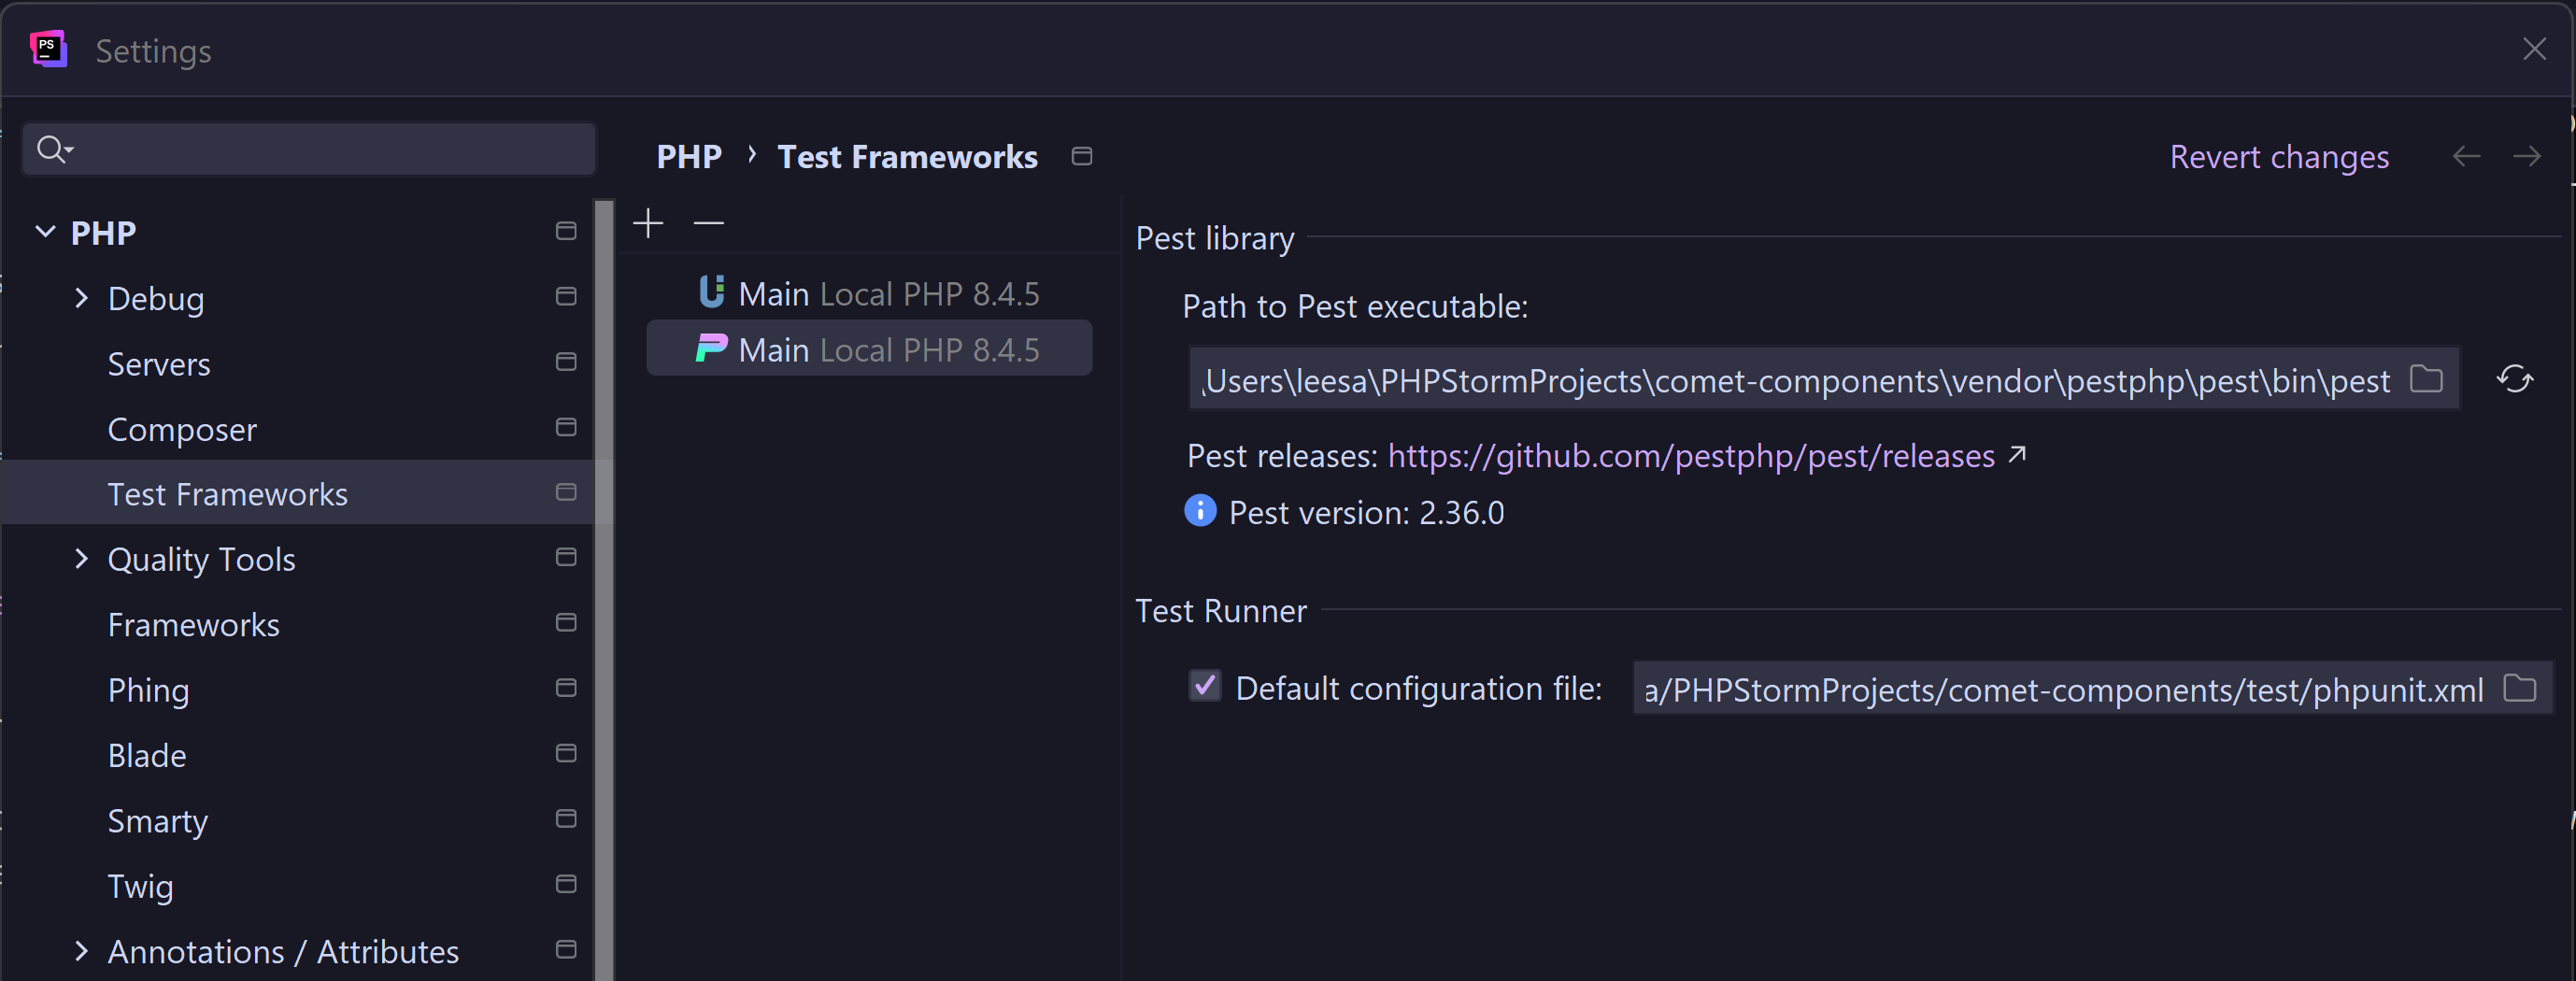 PS
Settings
PHP › Test Frameworks
Revert changes
PHP
Debug
Servers
Composer
Test Frameworks
Quality Tools
Frameworks
Phing
Blade
Smarty
Twig
Annotations / Attributes
Main Local PHP 8.4.5
Main Local PHP 8.4.5
Pest library
Path to Pest executable:
\Users\leesa\PHPStormProjects\comet-components\vendor\pestphp\pest\bin\pest
Pest releases: https://github.com/pestphp/pest/releases ↗
Pest version: 2.36.0
Test Runner
Default configuration file: a/PHPStormProjects/comet-components/test/phpunit.xml